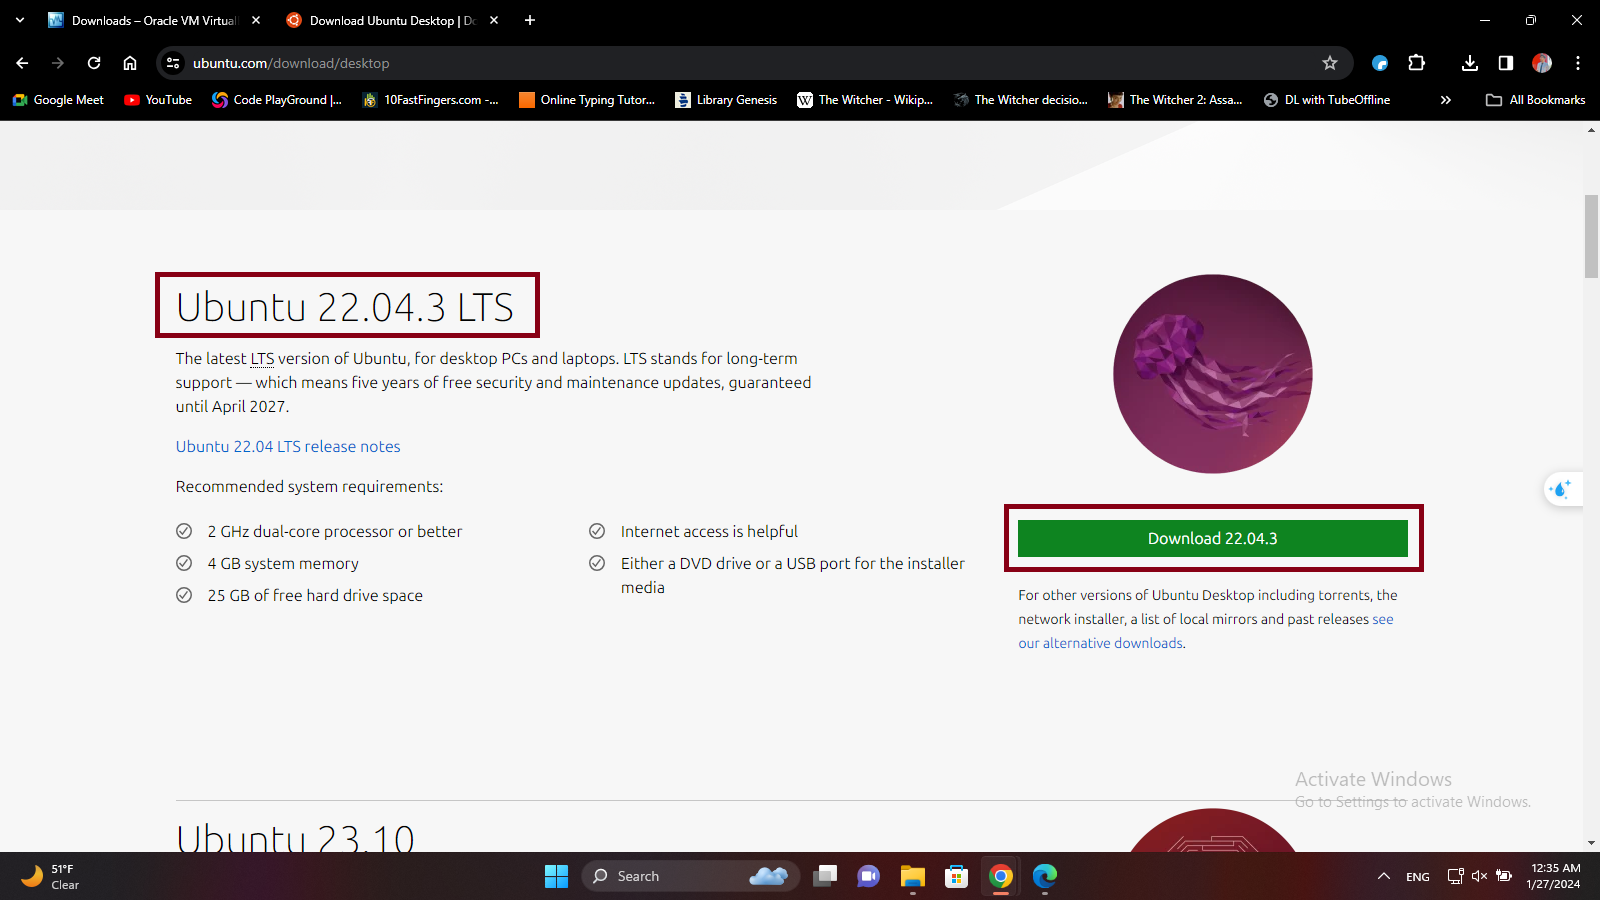 Downloads – Oracle VM Virtual
Download Ubuntu Desktop | Do
ubuntu.com/download/desktop
Google Meet
YouTube
Code PlayGround |...
10FastFingers.com -...
Online Typing Tutor...
Library Genesis
The Witcher - Wikip...
The Witcher decisio...
The Witcher 2: Assa...
DL with TubeOffline
All Bookmarks
Ubuntu 22.04.3 LTS
The latest LTS version of Ubuntu, for desktop PCs and laptops. LTS stands for long-term
support — which means five years of free security and maintenance updates, guaranteed
until April 2027.
Ubuntu 22.04 LTS release notes
Recommended system requirements:
2 GHz dual-core processor or better
4 GB system memory
25 GB of free hard drive space
Internet access is helpful
Either a DVD drive or a USB port for the installer
media
Download 22.04.3
For other versions of Ubuntu Desktop including torrents, the
network installer, a list of local mirrors and past releases see
our alternative downloads.
Activate Windows
Go to Settings to activate Windows.
Ubuntu 23.10
51°F
Clear
Search
ENG
12:35 AM
1/27/2024